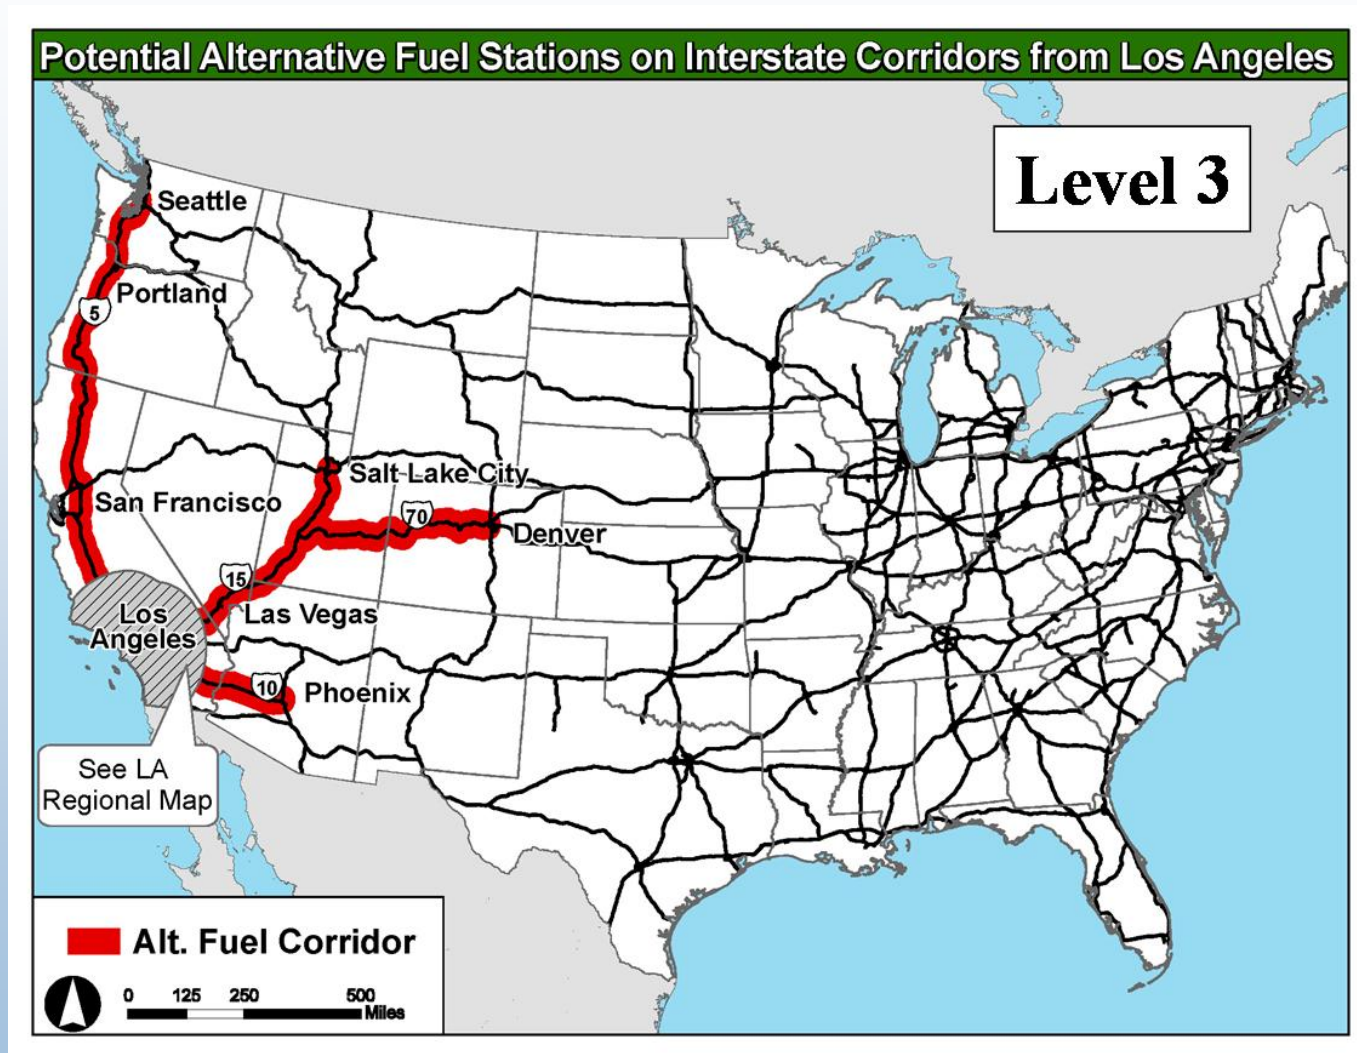 Potential Alternative Fuel Stations on Interstate Corridors from Los Angeles
Level 3
Seattle
Portland
5
Salt Lake City
San Francisco
70
Denver
15
Las Vegas
Los
Angeles
10
Phoenix
See LA
Regional Map
Alt. Fuel Corridor
0 125 250 500
Miles